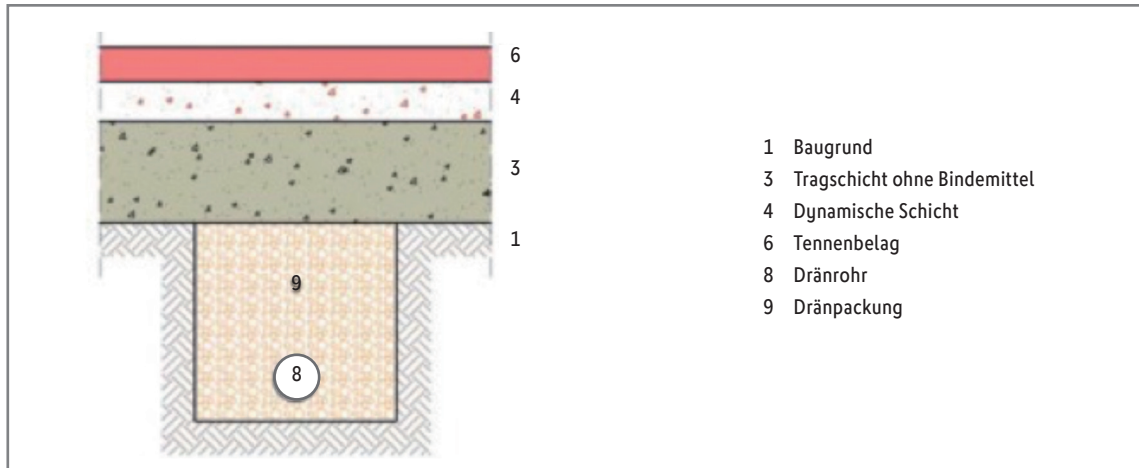 6
4
3
1
9
8
1 Baugrund
3 Tragschicht ohne Bindemittel
4 Dynamische Schicht
6 Tennenbelag
8 Dränrohr
9 Dränpackung